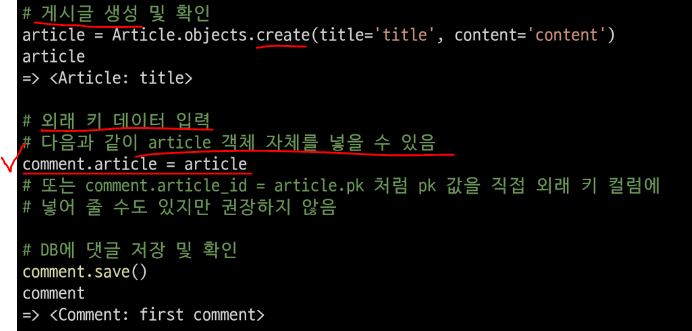 # 게시글 생성 및 확인
article = Article.objects.create(title='title', content='content')
article
=> <Article: title>
# 외래 키 데이터 입력
# 다음과 같이 article 객체 자체를 넣을 수 있음
comment.article = article
# 또는 comment.article_id = article.pk 처럼 pk 값을 직접 외래 키 컬럼에
# 넣어 줄 수도 있지만 권장하지 않음
# DB에 댓글 저장 및 확인
comment.save()
comment
=> <Comment: first comment>